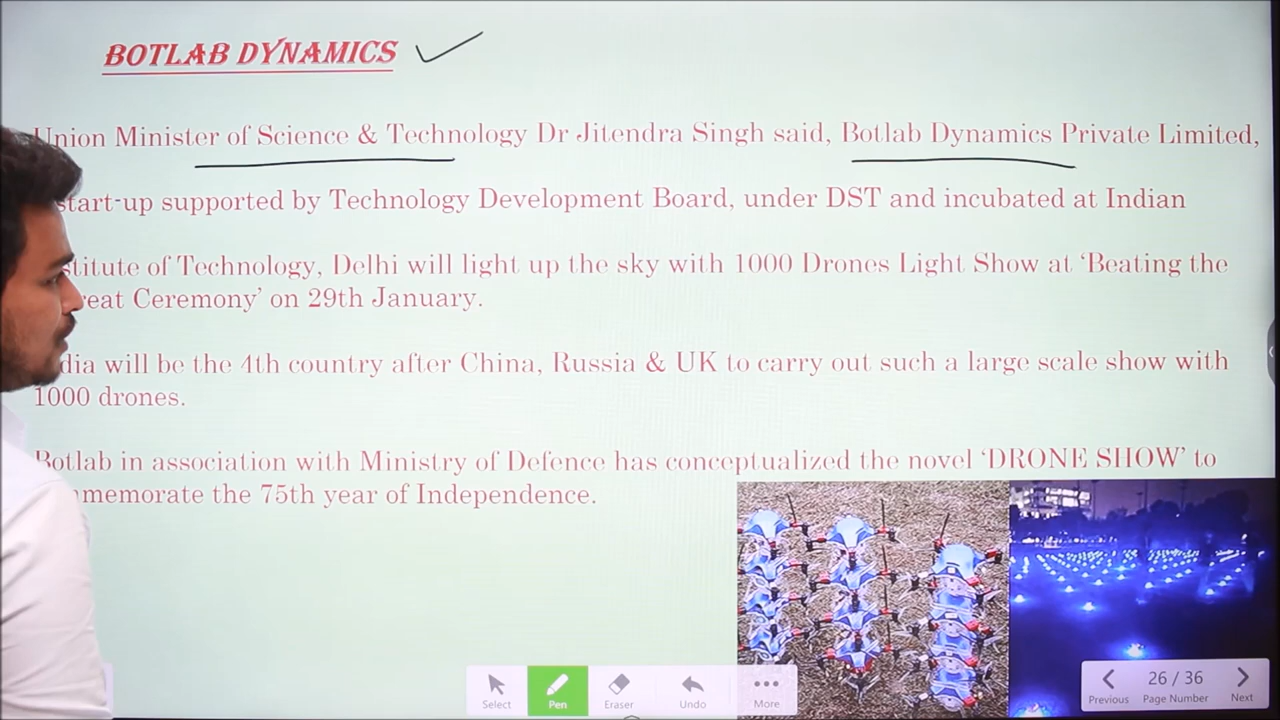 BOTLAB DYNAMICS
Union Minister of Science & Technology Dr Jitendra Singh said, Botlab Dynamics Private Limited,
start-up supported by Technology Development Board, under DST and incubated at Indian
stitute of Technology, Delhi will light up the sky with 1000 Drones Light Show at ‘Beating the
reat Ceremony’ on 29th January.
dia will be the 4th country after China, Russia & UK to carry out such a large scale show with
1000 drones.
Botlab in association with Ministry of Defence has conceptualized the novel ‘DRONE SHOW’ to
memorate the 75th year of Independence.
Select
Pen
Eraser
Undo
More
Previous
26 / 36
Page Number
Next